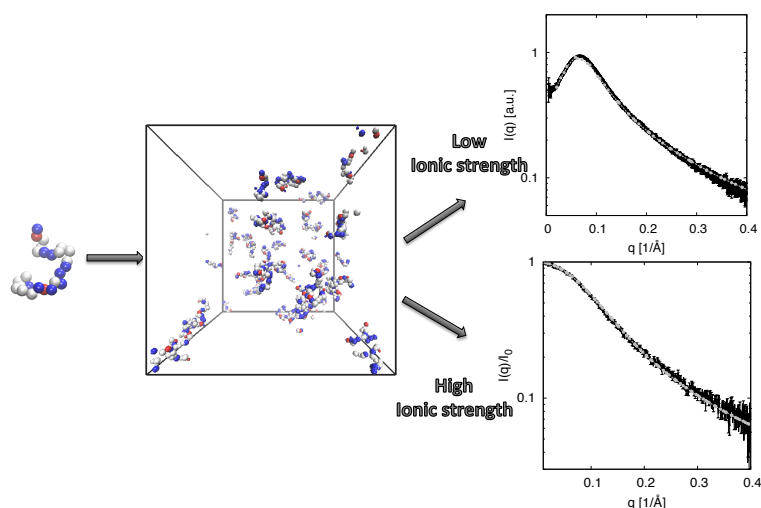 1
0.1
I(q) [a.u.]
0
0.1
0.2
0.3
0.4
q [1/Å]
Low
Ionic strength
1
0.1
I(q)/I₀
0.1
0.2
0.3
0.4
q [1/Å]
High
Ionic strength